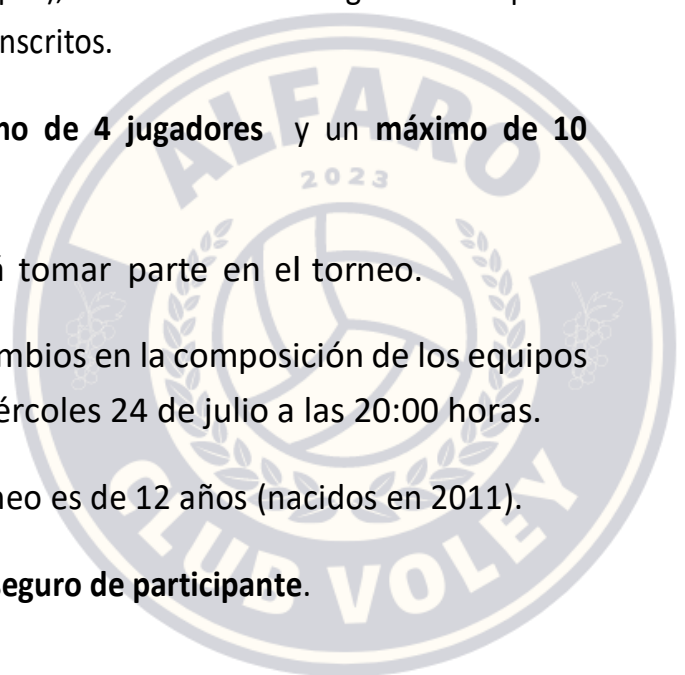 nscritos.
ALFARO
no de 4 jugadores y un máximo de 10
2023
tomar parte en el torneo.
mbios en la composición de los equipos
ércoles 24 de julio a las 20:00 horas.
neo es de 12 años (nacidos en 2011).
seguro de participante.
CLUB VOLEY